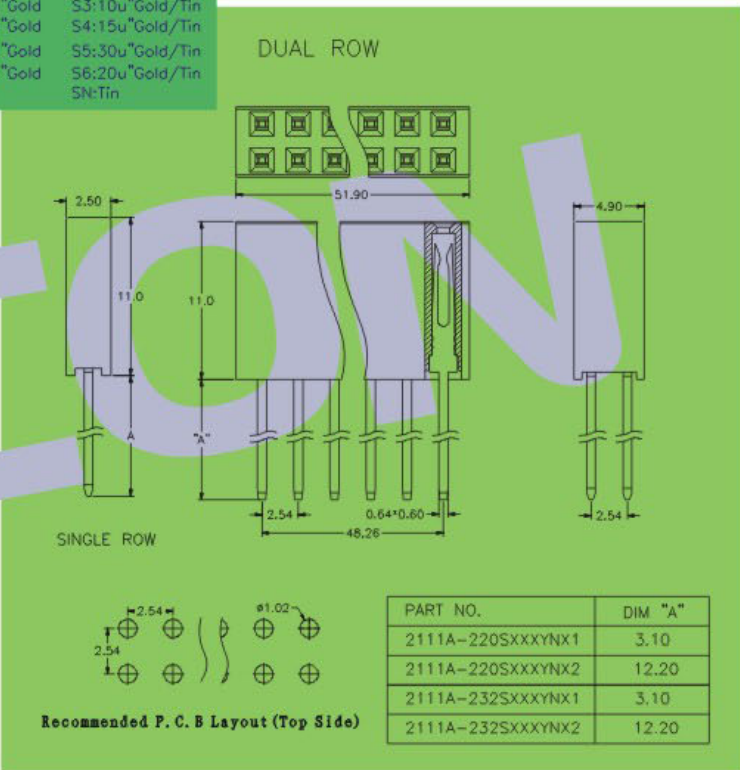 "Gold S3:10u"Gold/Tin
"Gold S4:15u"Gold/Tin
"Gold S5:30u"Gold/Tin
"Gold S6:20u"Gold/Tin
SN:Tin
DUAL ROW
51.90
2.50
4.90
11.0
11.0
A
"A"
2.54
0.64*0.60
2.54
48.26
SINGLE ROW
2.54
ø1.02
2.54
Recommended P.C.B Layout(Top Side)
PART NO. DIM "A"
2111A-220SXXXYNX1 3.10
2111A-220SXXXYNX2 12.20
2111A-232SXXXYNX1 3.10
2111A-232SXXXYNX2 12.20